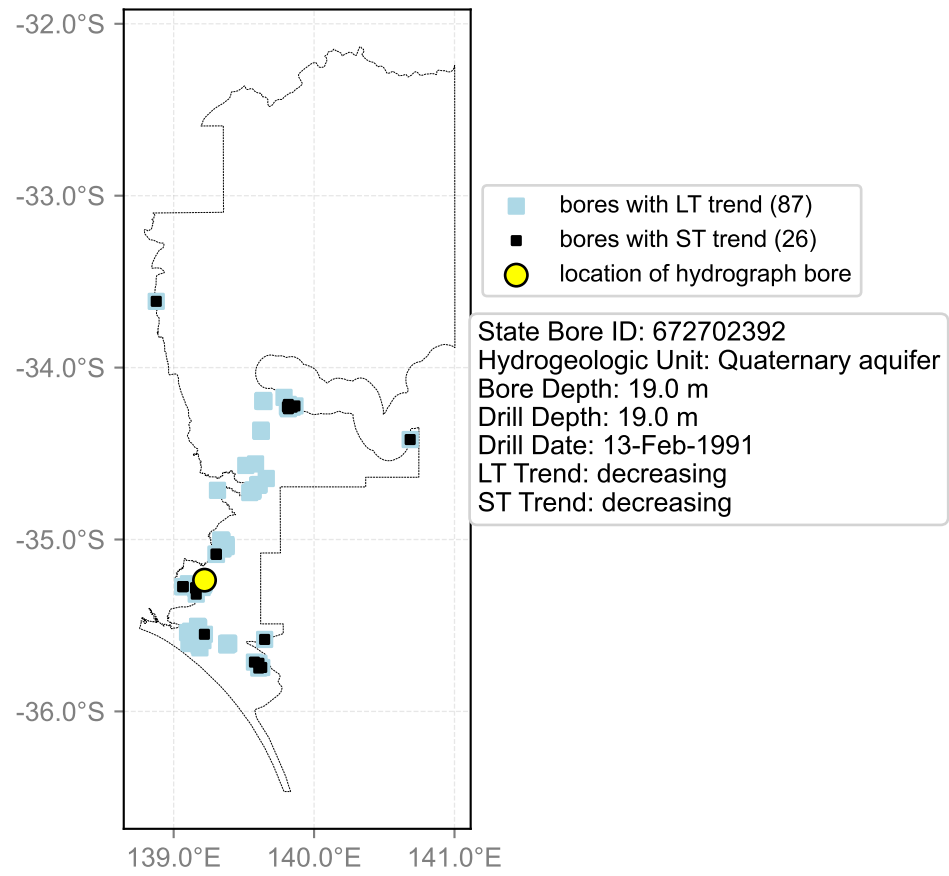 -32.0°S
-33.0°S
-34.0°S
-35.0°S
-36.0°S
139.0°E
140.0°E
141.0°E
bores with LT trend (87)
bores with ST trend (26)
location of hydrograph bore
State Bore ID: 672702392
Hydrogeologic Unit: Quaternary aquifer
Bore Depth: 19.0 m
Drill Depth: 19.0 m
Drill Date: 13-Feb-1991
LT Trend: decreasing
ST Trend: decreasing